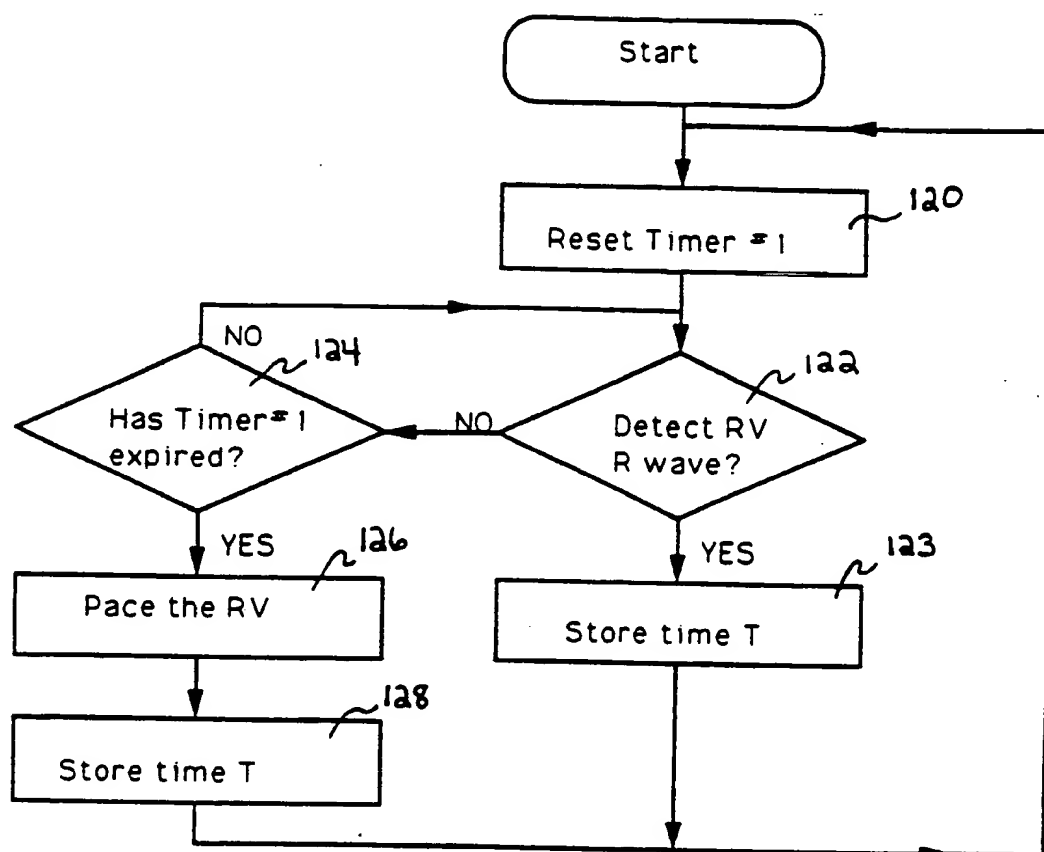 Start
120
Reset Timer #1
NO
124
122
Has Timer #1
expired?
NO
Detect RV
R wave?
YES
126
YES
123
Pace the RV
Store time T
128
Store time T